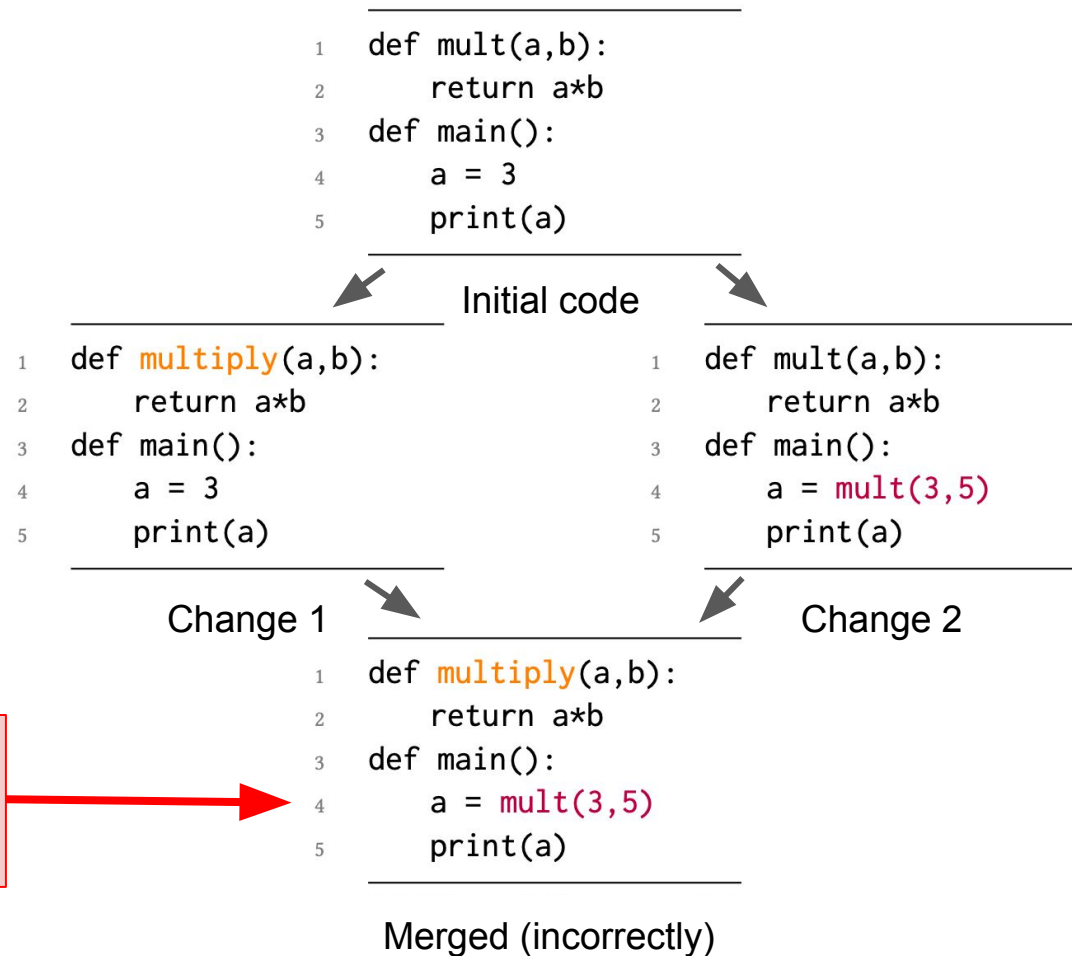 1 def mult(a,b):
2 return a*b
3 def main():
4 a = 3
5 print(a)
Initial code
1 def multiply(a,b):
2 return a*b
3 def main():
4 a = 3
5 print(a)
Change 1
1 def mult(a,b):
2 return a*b
3 def main():
4 a = mult(3,5)
5 print(a)
Change 2
1 def multiply(a,b):
2 return a*b
3 def main():
4 a = mult(3,5)
5 print(a)
Merged (incorrectly)